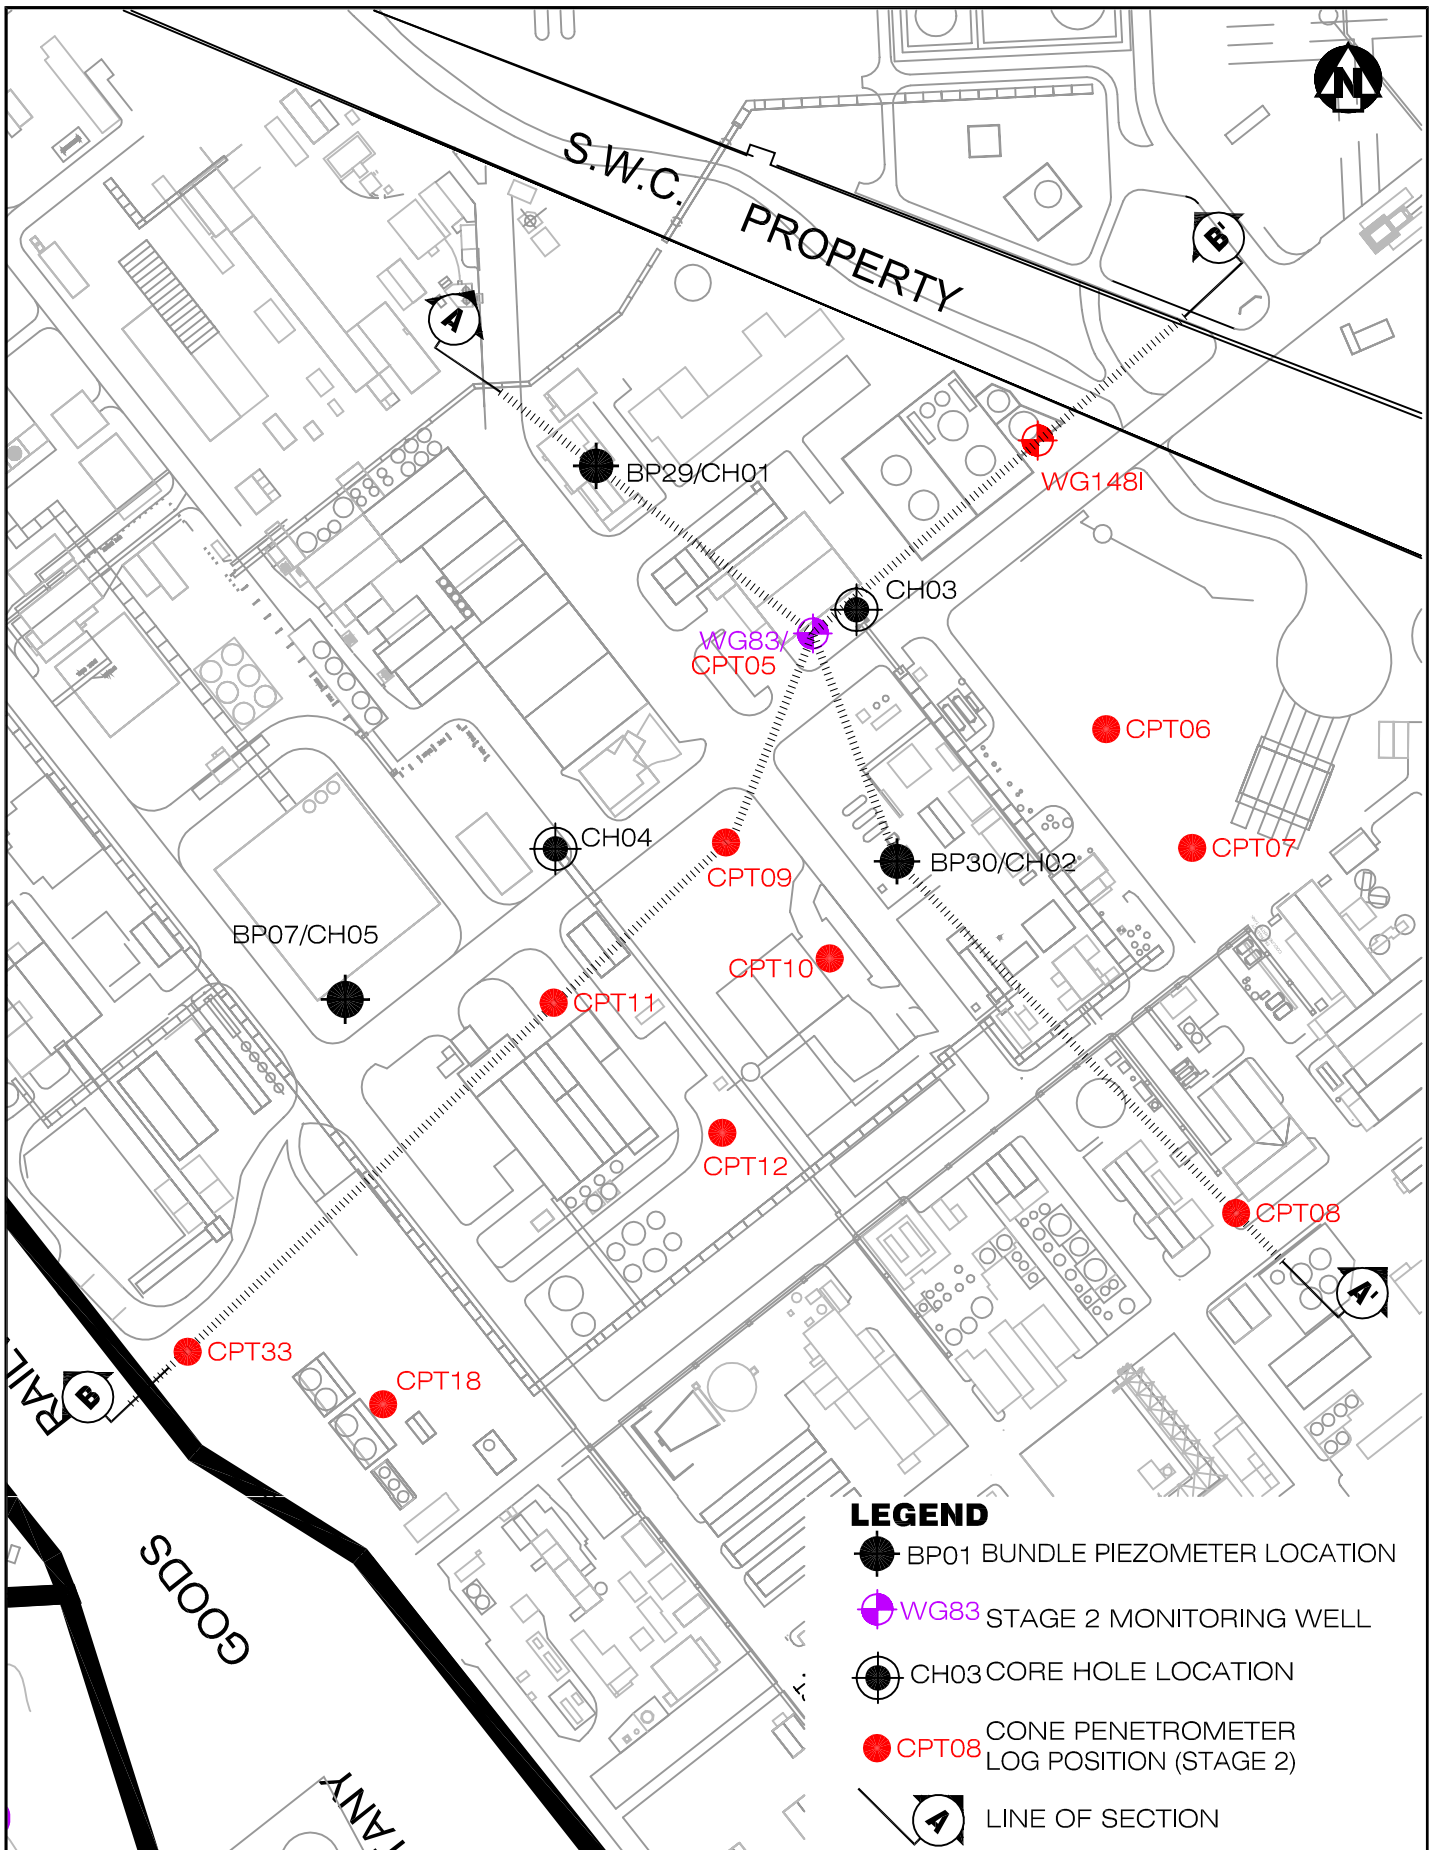 N
S.W.C. PROPERTY
B'
A
BP29/CH01
WG148I
CH03
WG83/
CPT05
CPT06
CH04
CPT09
BP30/CH02
CPT07
BP07/CH05
CPT10
CPT11
CPT12
CPT08
A'
CPT33
CPT18
B
RAIL
GOODS
TANY
LEGEND
BP01 BUNDLE PIEZOMETER LOCATION
WG83 STAGE 2 MONITORING WELL
CH03 CORE HOLE LOCATION
CPT08 CONE PENETROMETER
LOG POSITION (STAGE 2)
A LINE OF SECTION